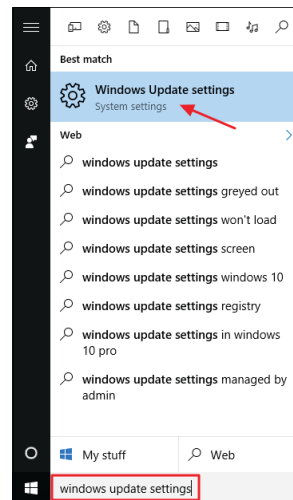 Best match
Windows Update settings
System settings
Web
windows update settings
windows update settings greyed out
windows update settings won't load
windows update settings screen
windows update settings windows 10
windows update settings registry
windows update settings in windows
10 pro
windows update settings managed by
admin
My stuff
Web
windows update settings